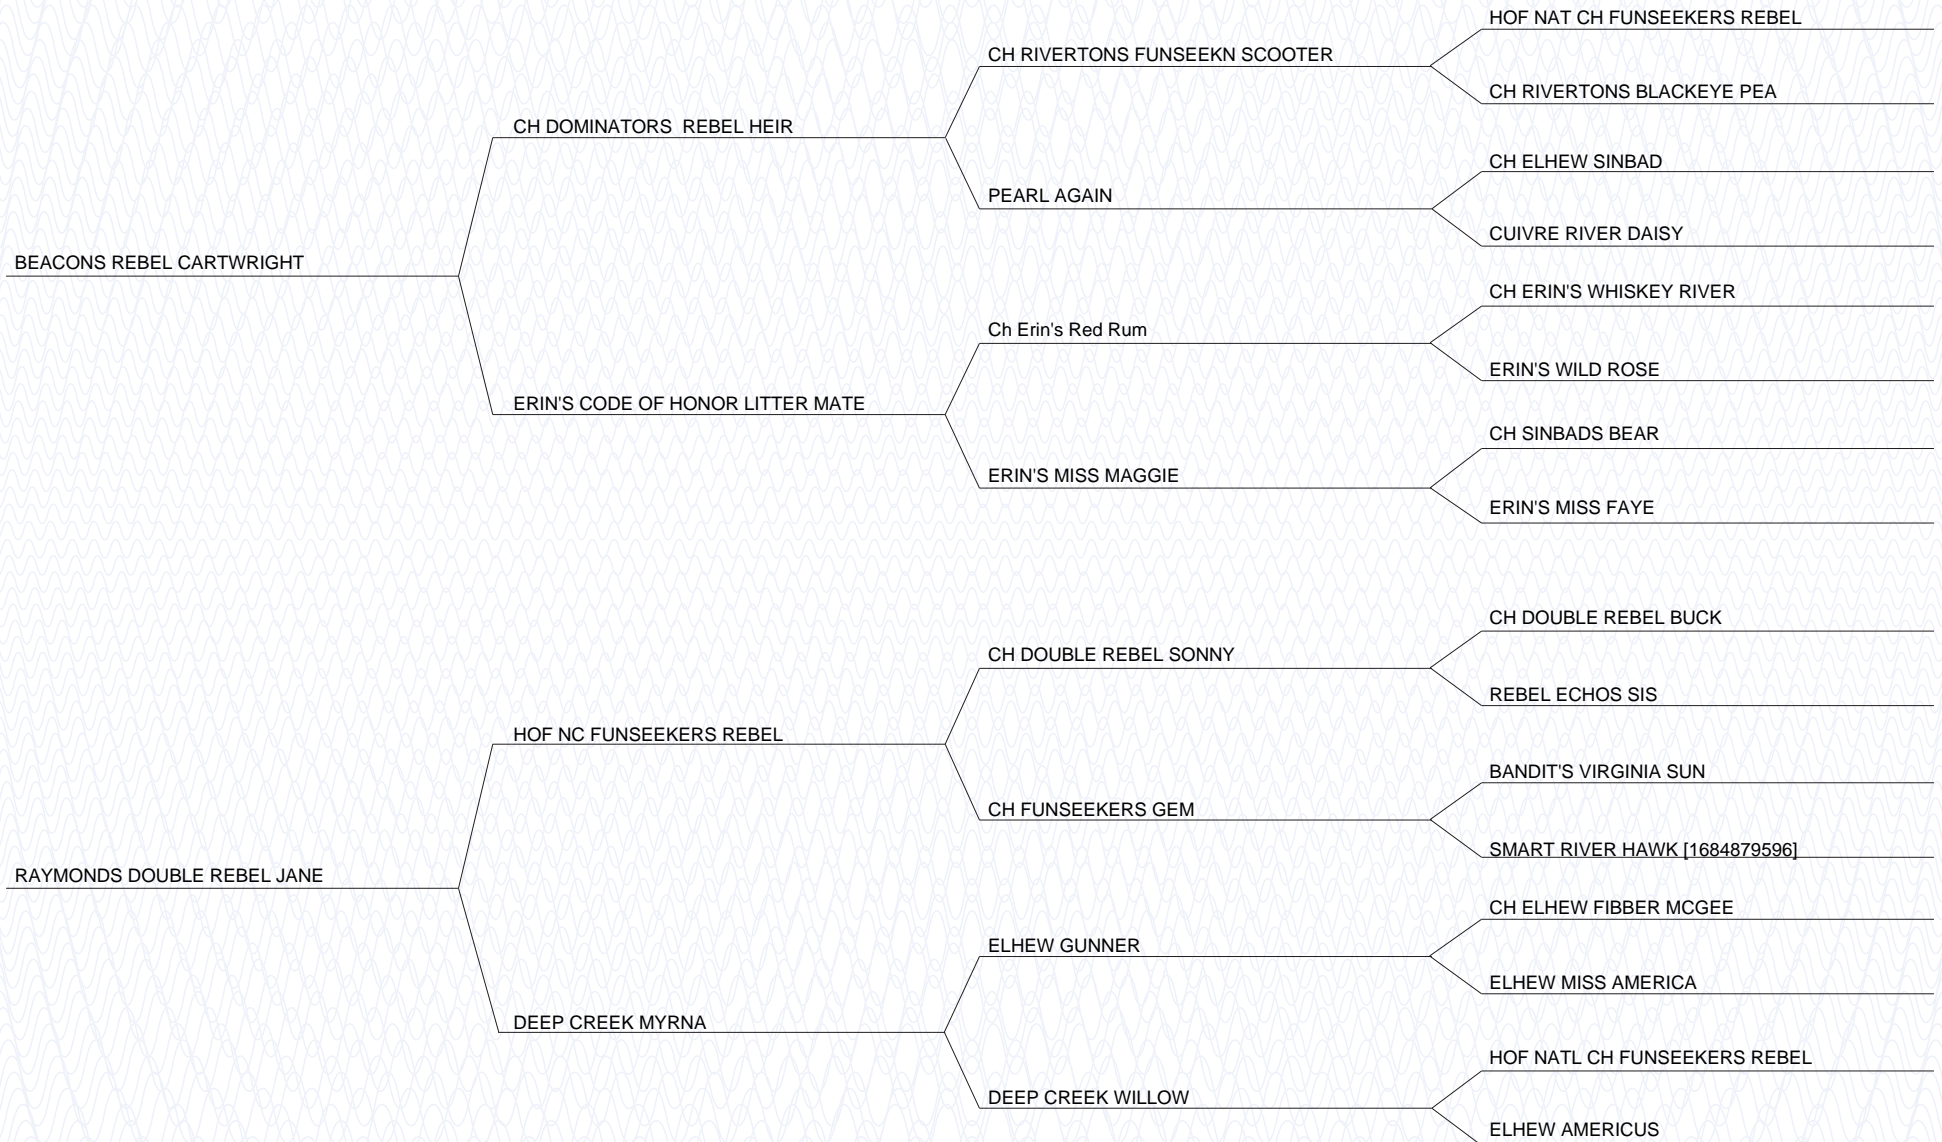 HOF NAT CH FUNSEEKERS REBEL
CH RIVERTONS FUNSEEKN SCOOTER
CH RIVERTONS BLACKEYE PEA
CH DOMINATORS  REBEL HEIR
CH ELHEW SINBAD
PEARL AGAIN
CUIVRE RIVER DAISY
BEACONS REBEL CARTWRIGHT
CH ERIN'S WHISKEY RIVER
Ch Erin's Red Rum
ERIN'S WILD ROSE
ERIN'S CODE OF HONOR LITTER MATE
CH SINBADS BEAR
ERIN'S MISS MAGGIE
ERIN'S MISS FAYE
CH DOUBLE REBEL BUCK
CH DOUBLE REBEL SONNY
REBEL ECHOS SIS
HOF NC FUNSEEKERS REBEL
BANDIT'S VIRGINIA SUN
CH FUNSEEKERS GEM
SMART RIVER HAWK [1684879596]
RAYMONDS DOUBLE REBEL JANE
CH ELHEW FIBBER MCGEE
ELHEW GUNNER
ELHEW MISS AMERICA
DEEP CREEK MYRNA
HOF NATL CH FUNSEEKERS REBEL
DEEP CREEK WILLOW
ELHEW AMERICUS